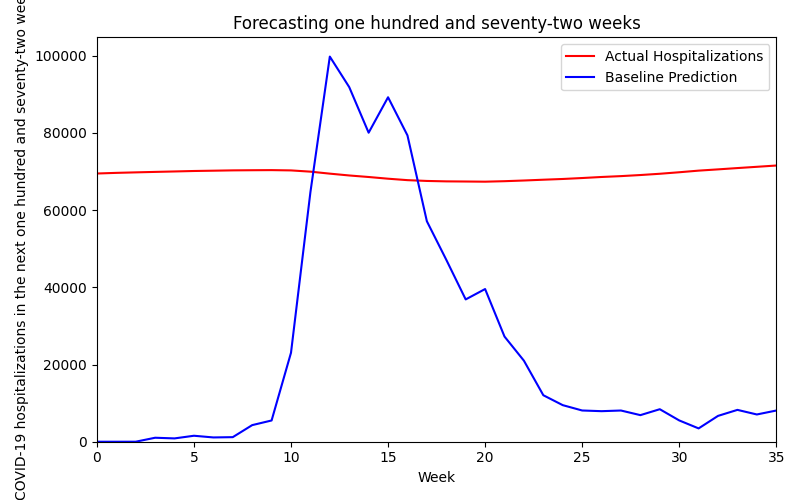 Forecasting one hundred and seventy-two weeks
Actual Hospitalizations
Baseline Prediction
COVID-19 hospitalizations in the next one hundred and seventy-two
100000
80000
60000
40000
20000
0
0 5 10 15 20 25 30 35
Week